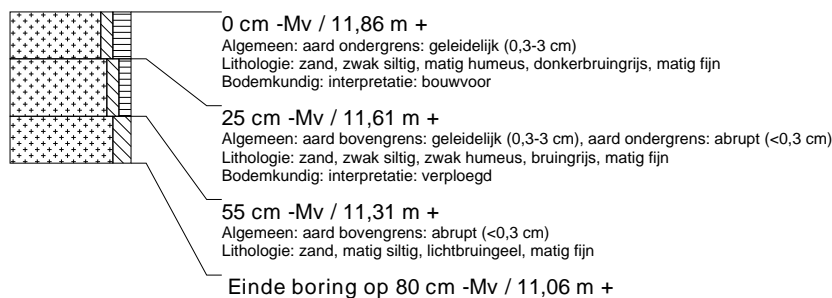 0 cm -Mv / 11,86 m +
Algemeen: aard ondergrens: geleidelijk (0,3-3 cm)
Lithologie: zand, zwak siltig, matig humeus, donkerbruingrijs, matig fijn
Bodemkundig: interpretatie: bouwvoor
25 cm -Mv / 11,61 m +
Algemeen: aard bovengrens: geleidelijk (0,3-3 cm), aard ondergrens: abrupt (<0,3 cm)
Lithologie: zand, zwak siltig, zwak humeus, bruingrijs, matig fijn
Bodemkundig: interpretatie: verploegd
55 cm -Mv / 11,31 m +
Algemeen: aard bovengrens: abrupt (<0,3 cm)
Lithologie: zand, matig siltig, lichtbruingeel, matig fijn
Einde boring op 80 cm -Mv / 11,06 m +